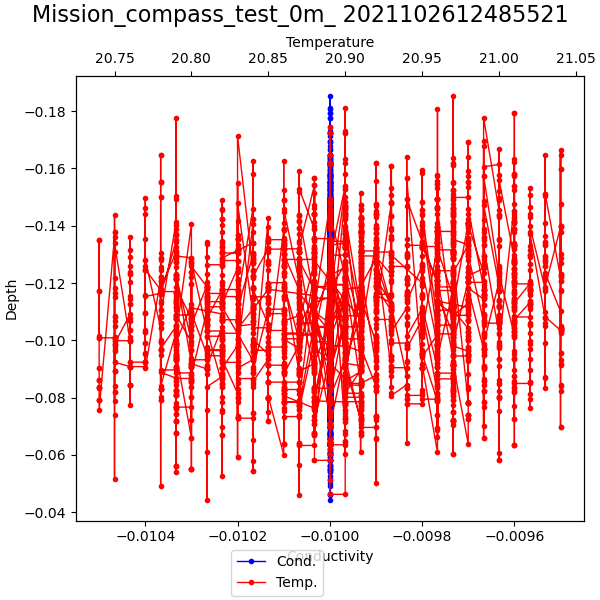 Mission_compass_test_0m_ 2021102612485521
Temperature
20.75 20.80 20.85 20.90 20.95 21.00 21.05
−0.18
−0.16
−0.14
−0.12
−0.10
−0.08
−0.06
−0.04
Depth
−0.0104 −0.0102 −0.0100 −0.0098 −0.0096
Conductivity
Cond.
Temp.